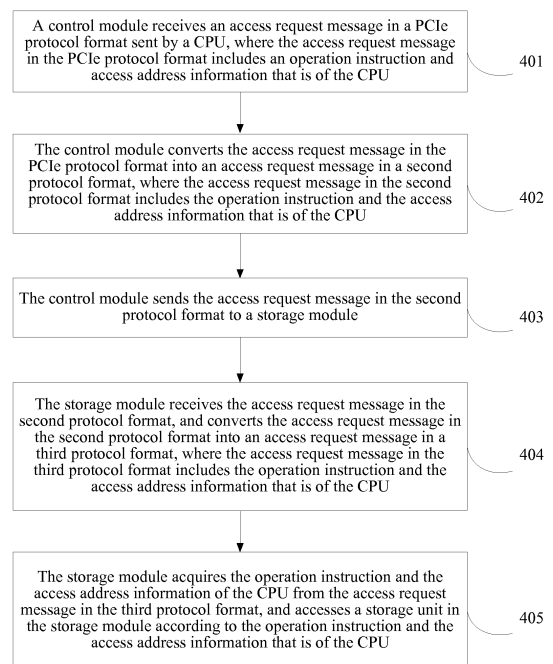 A control module receives an access request message in a PCIe
protocol format sent by a CPU, where the access request message
in the PCIe protocol format includes an operation instruction and
access address information that is of the CPU
401
The control module converts the access request message in the
PCIe protocol format into an access request message in a second
protocol format, where the access request message in the second
protocol format includes the operation instruction and the access
address information that is of the CPU
402
The control module sends the access request message in the second
protocol format to a storage module
403
The storage module receives the access request message in the
second protocol format, and converts the access request message in
the second protocol format into an access request message in a
third protocol format, where the access request message in the
third protocol format includes the operation instruction and the
access address information that is of the CPU
404
The storage module acquires the operation instruction and the
access address information of the CPU from the access request
message in the third protocol format, and accesses a storage unit in
the storage module according to the operation instruction and the
access address information that is of the CPU
405